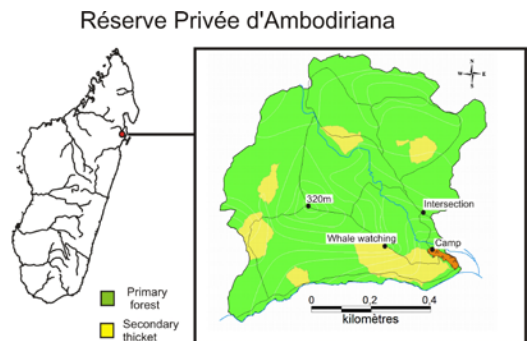 Réserve Privée d'Ambodiriana
N
W E
S
320m
Intersection
Whale watching
Camp
Primary
forest
Secondary
thicket
0 0,2 0,4
kilomètres